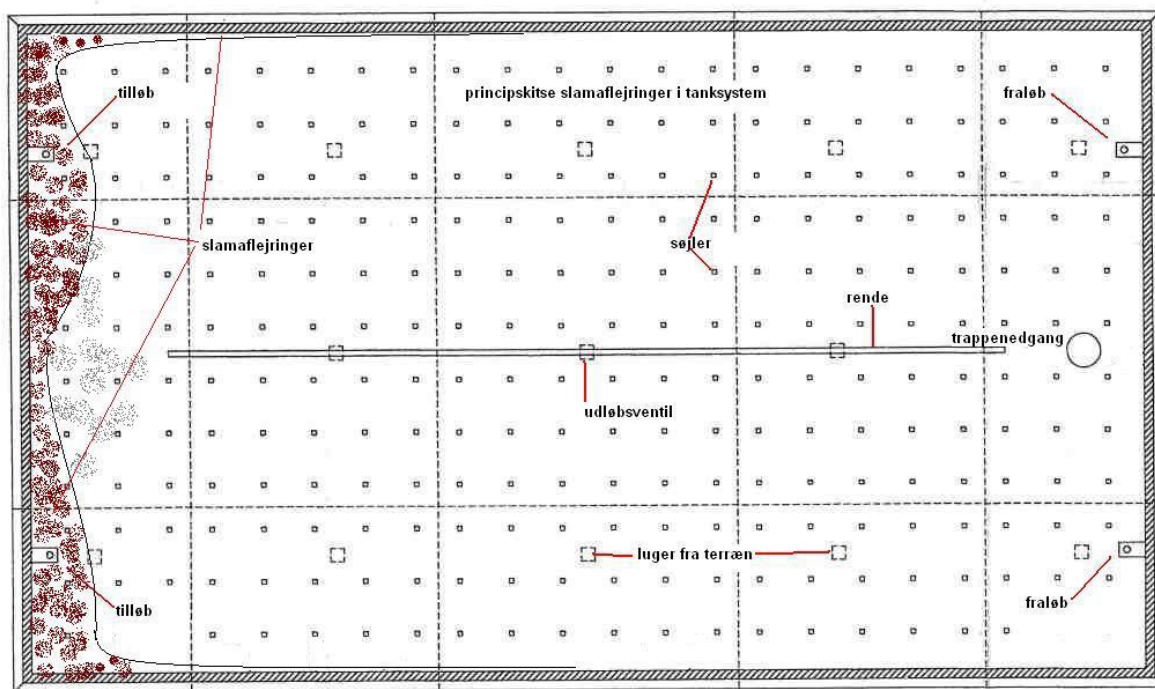 tilløb
principskitse slamaflejringer i tanksystem
fraløb
slamaflejringer
søjler
rende
trappenedgang
udløbsventil
luger fra terræn
tilløb
fraløb